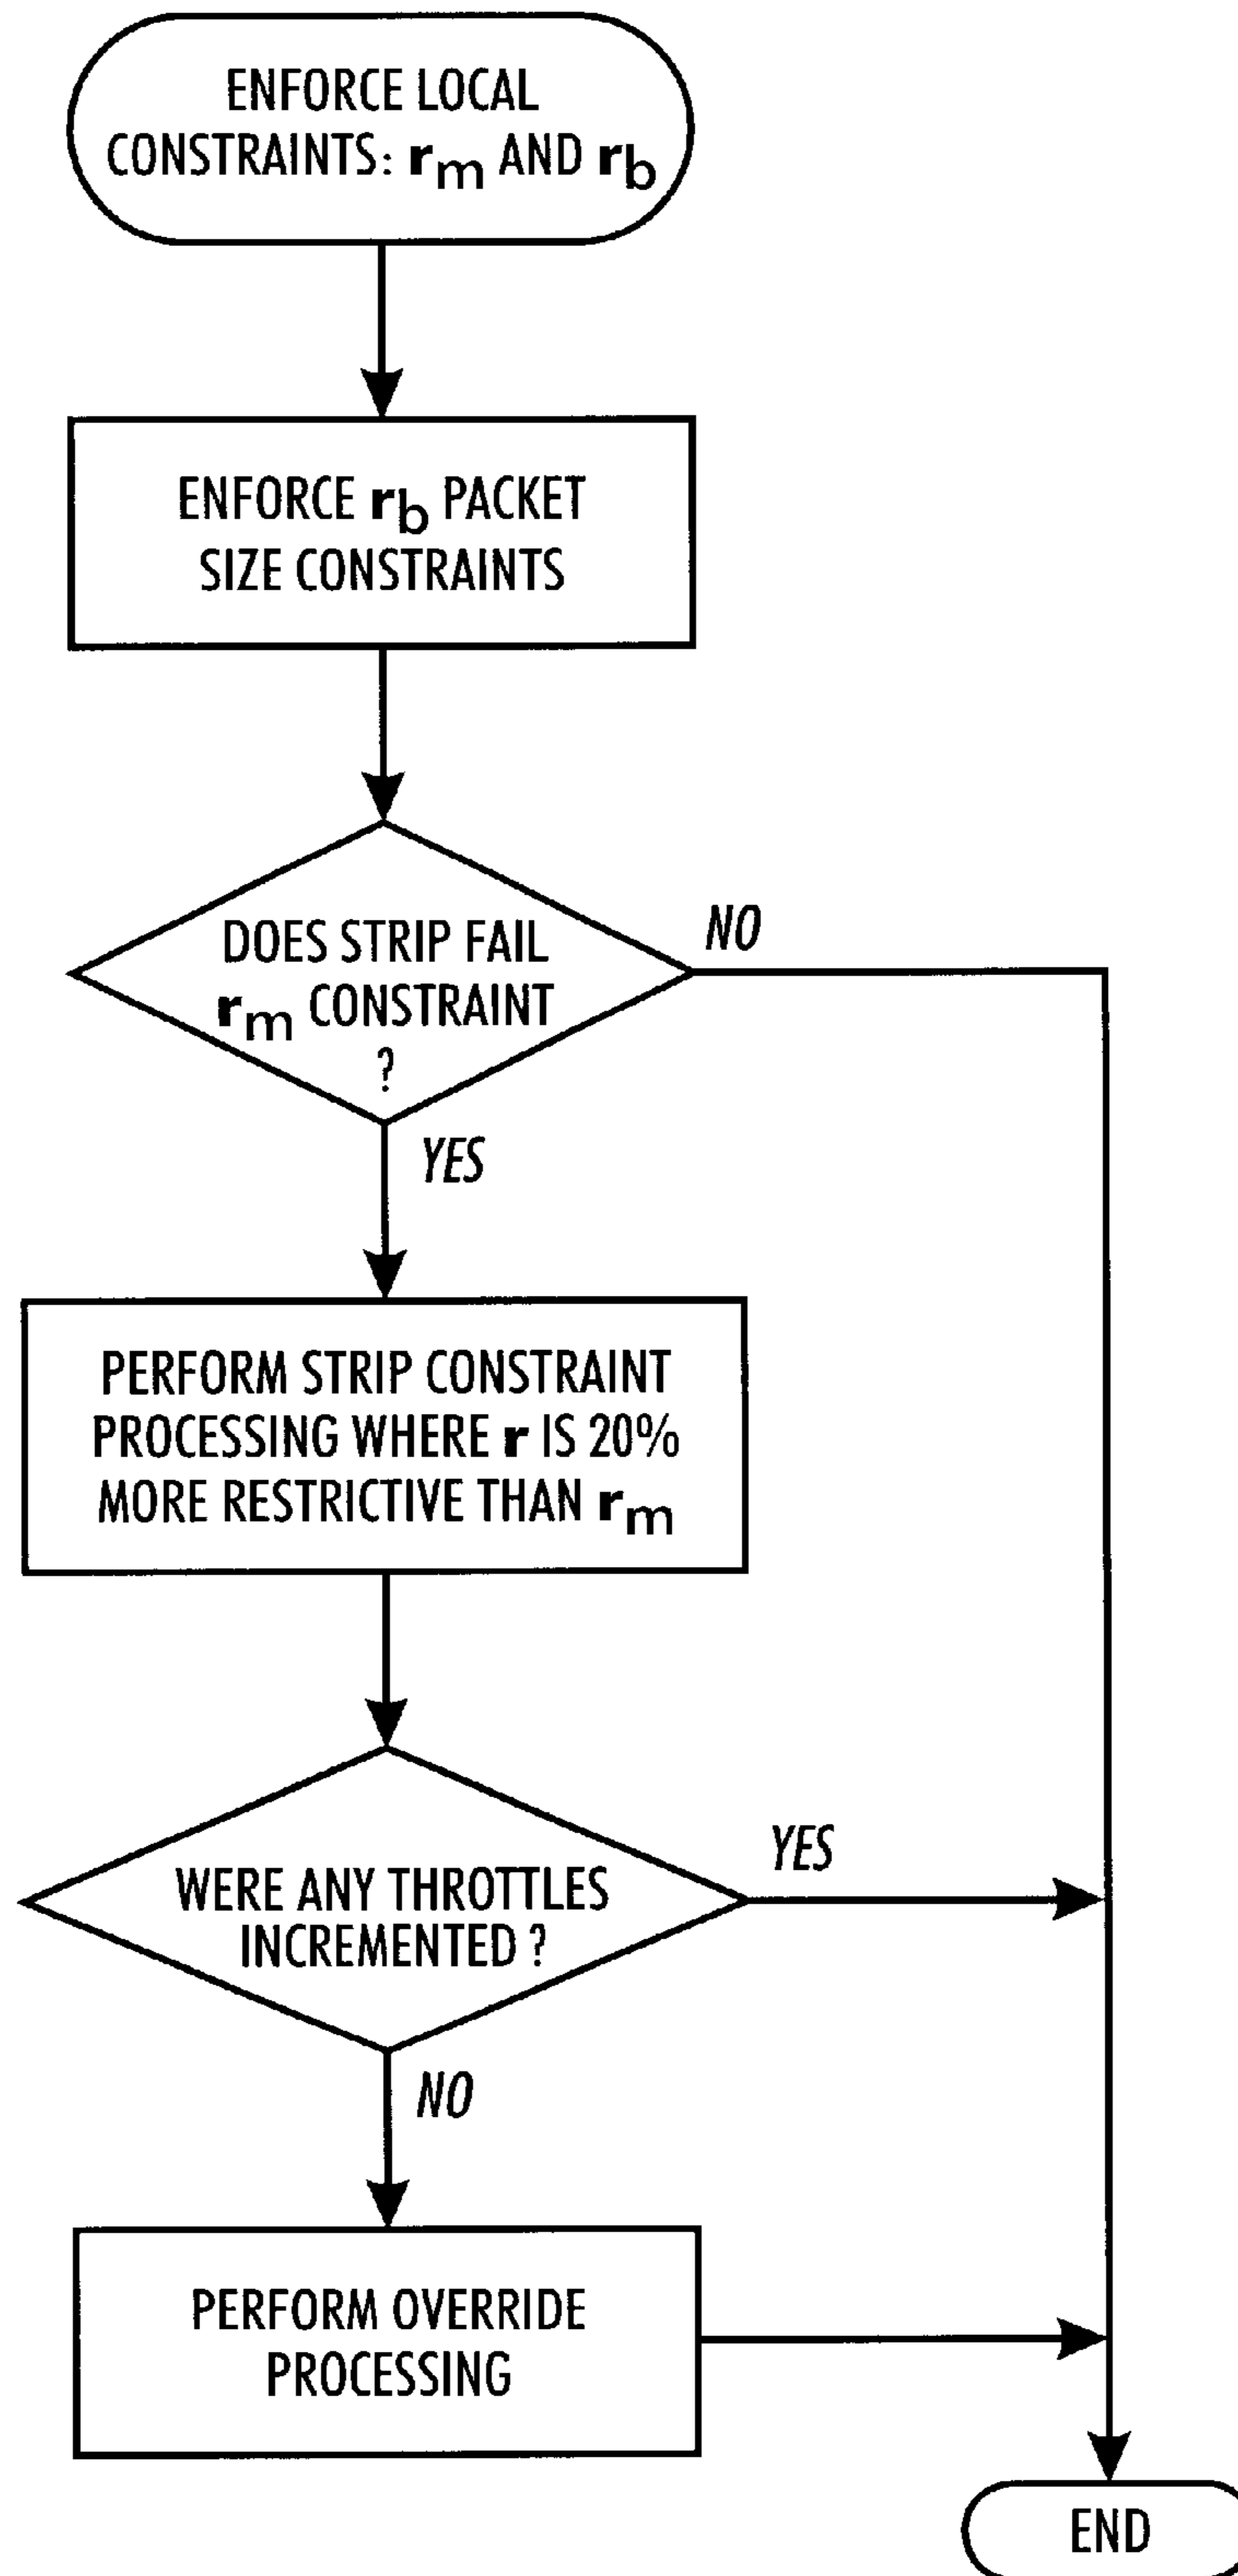 ENFORCE LOCAL
CONSTRAINTS: rm AND rb
ENFORCE rb PACKET
SIZE CONSTRAINTS
DOES STRIP FAIL
rm CONSTRAINT
?
NO
YES
PERFORM STRIP CONSTRAINT
PROCESSING WHERE r IS 20%
MORE RESTRICTIVE THAN rm
WERE ANY THROTTLES
INCREMENTED ?
YES
NO
PERFORM OVERRIDE
PROCESSING
END